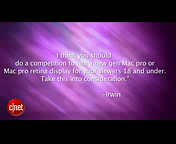 "I think you should
do a competition to win a new gen Mac pro or
Mac pro retina display for your viewers 18 and under.
Take this into consideration."
--Irwin
c|net